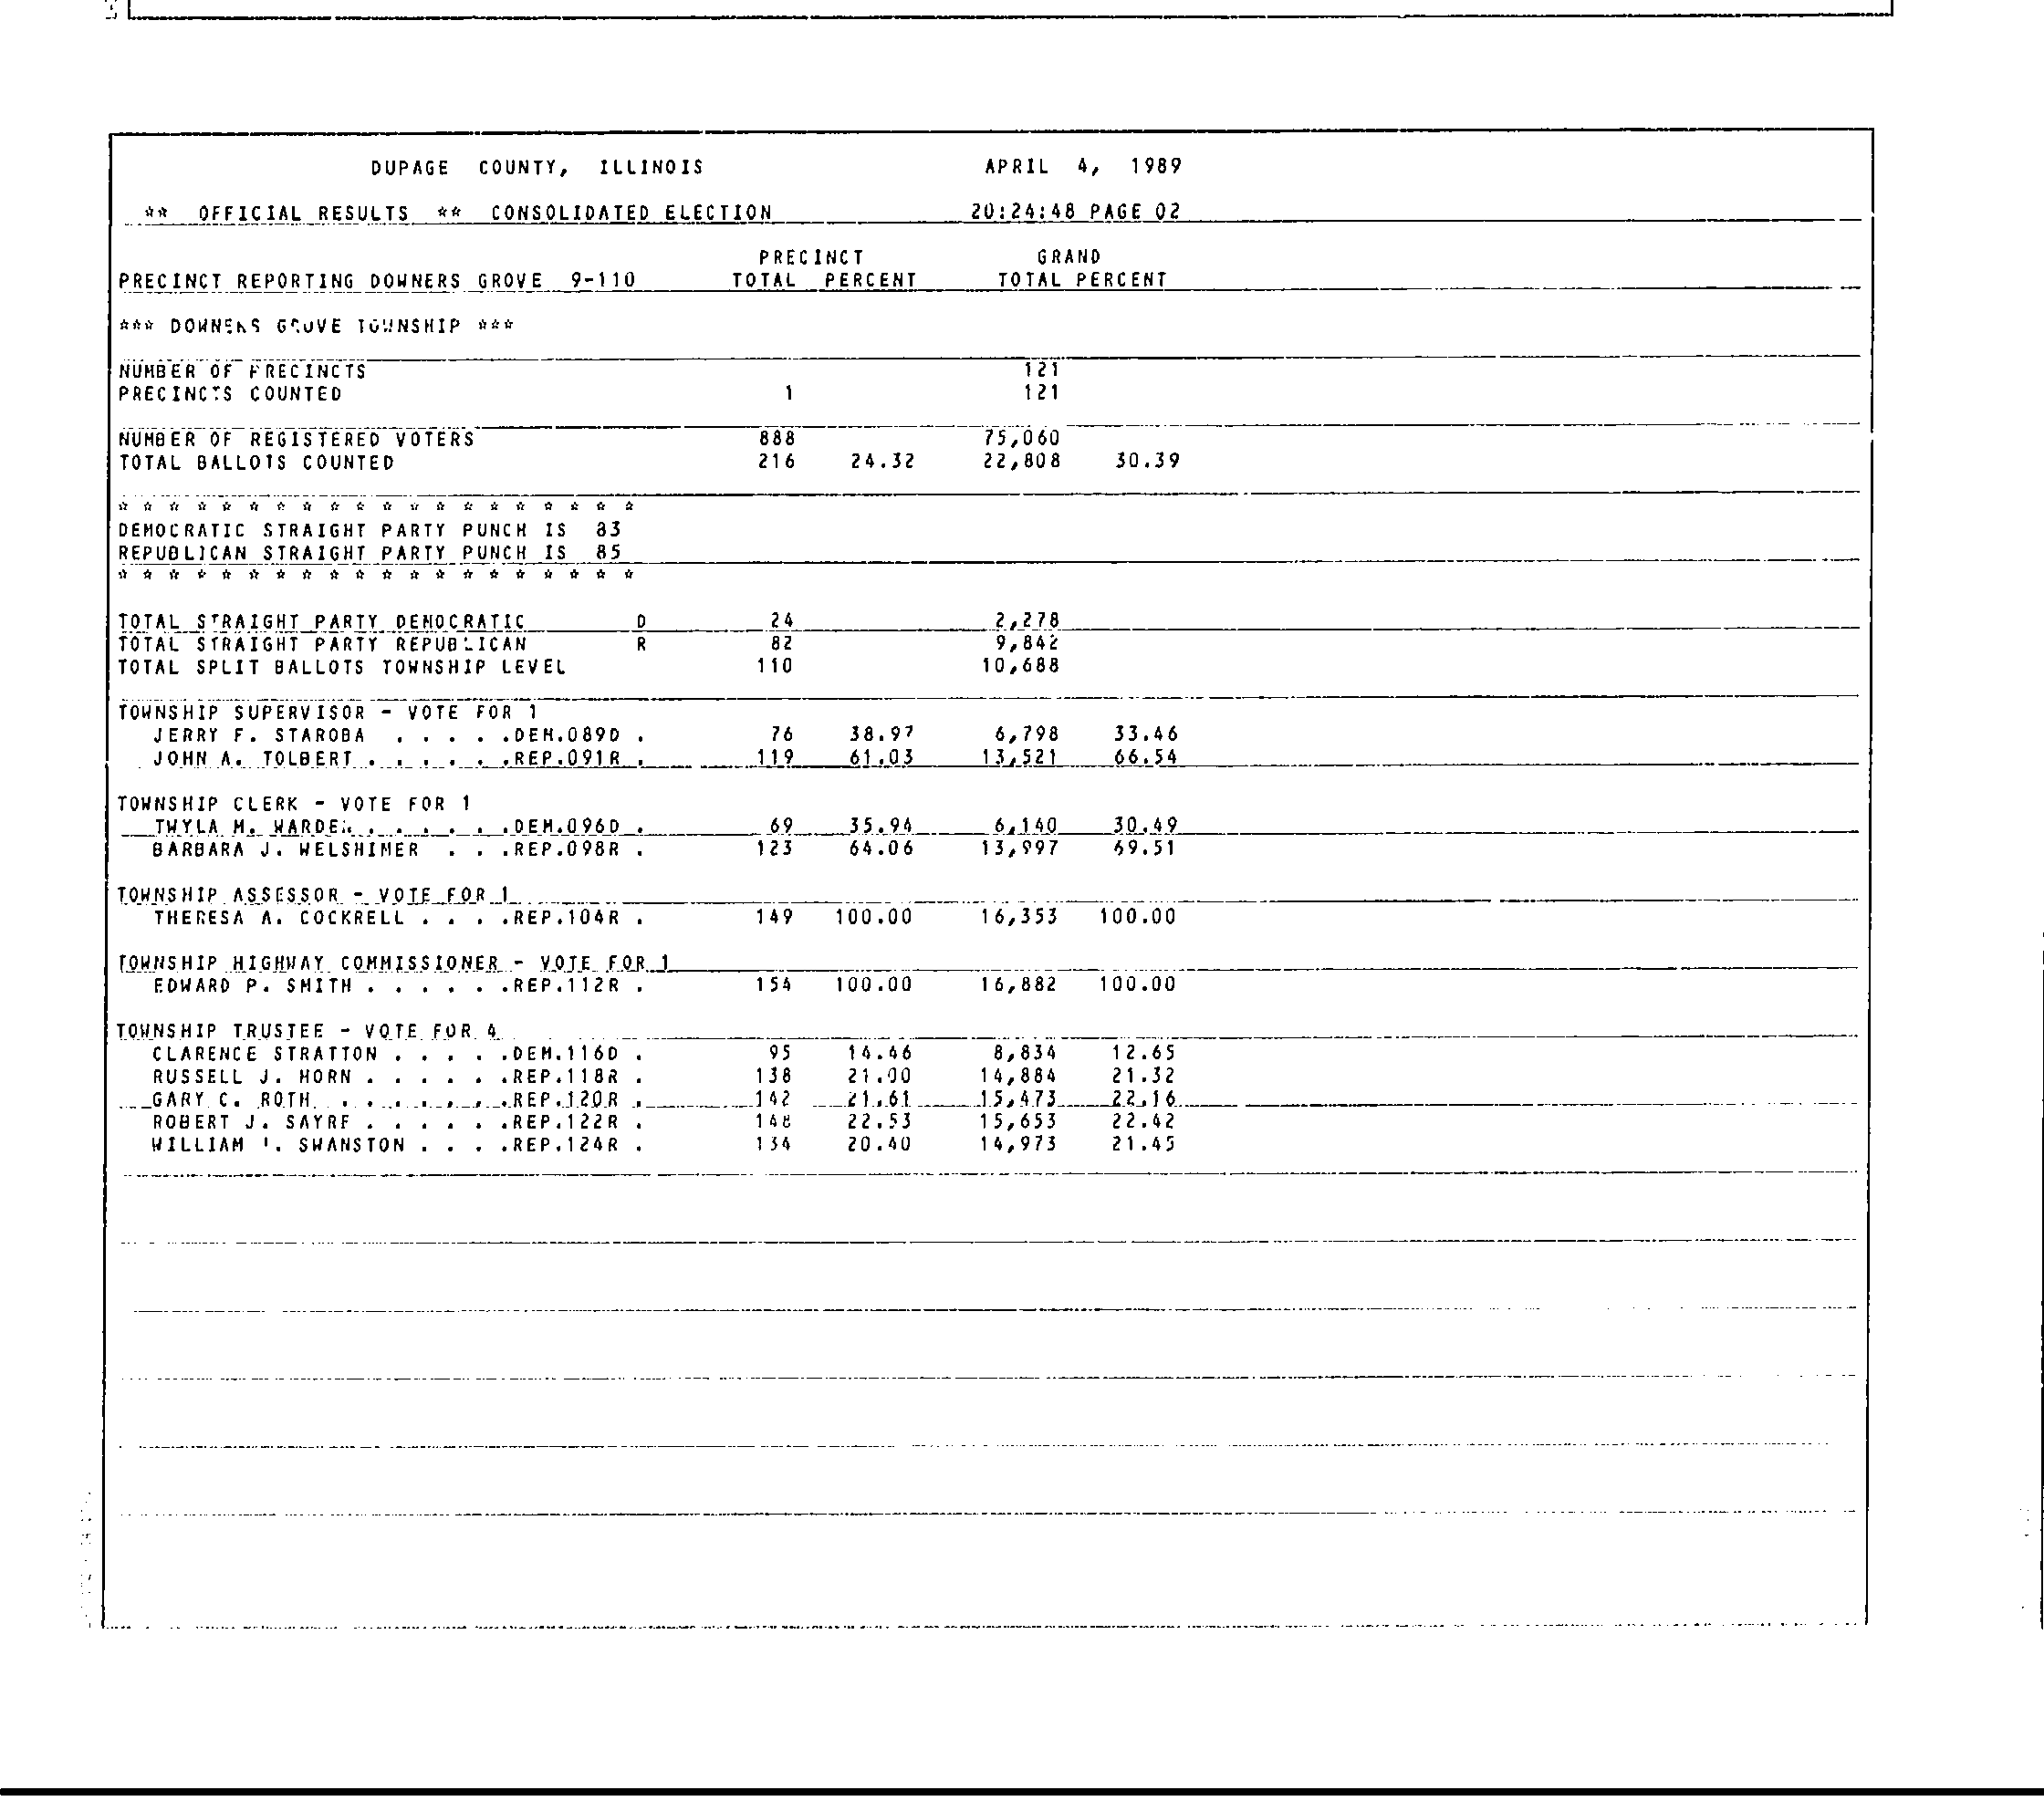 DUPAGE COUNTY, ILLINOIS APRIL 4, 1989
** OFFICIAL RESULTS ** CONSOLIDATED ELECTION 20:24:48 PAGE 02
PRECINCT GRAND
PRECINCT REPORTING DOWNERS GROVE 9-110 TOTAL PERCENT TOTAL PERCENT
*** DOWNERS GROVE TOWNSHIP ***
NUMBER OF PRECINCTS 121
PRECINCTS COUNTED 1 121
NUMBER OF REGISTERED VOTERS 888 75,060
TOTAL BALLOTS COUNTED 216 24.32 22,808 30.39
* * * * * * * * * * * * * * * * * * * *
DEMOCRATIC STRAIGHT PARTY PUNCH IS 83
REPUBLICAN STRAIGHT PARTY PUNCH IS 85
* * * * * * * * * * * * * * * * * * * *
TOTAL STRAIGHT PARTY DEMOCRATIC D 24 2,278
TOTAL STRAIGHT PARTY REPUBLICAN R 82 9,842
TOTAL SPLIT BALLOTS TOWNSHIP LEVEL 110 10,688
TOWNSHIP SUPERVISOR - VOTE FOR 1
JERRY F. STAROBA . . . . .DEM.089D . 76 38.97 6,798 33.46
JOHN A. TOLBERT . . . . . .REP.091R . 119 61.03 13,521 66.54
TOWNSHIP CLERK - VOTE FOR 1
TWYLA M. WARDEN . . . . . .DEM.096D . 69 35.94 6,140 30.49
BARBARA J. WELSHIMER . . .REP.098R . 123 64.06 13,997 69.51
TOWNSHIP ASSESSOR - VOTE FOR 1
THERESA A. COCKRELL . . . .REP.104R . 149 100.00 16,353 100.00
TOWNSHIP HIGHWAY COMMISSIONER - VOTE FOR 1
EDWARD P. SMITH . . . . . .REP.112R . 154 100.00 16,882 100.00
TOWNSHIP TRUSTEE - VOTE FOR 4
CLARENCE STRATTON . . . . .DEM.116D . 95 14.46 8,834 12.65
RUSSELL J. HORN . . . . . .REP.118R . 138 21.00 14,884 21.32
GARY C. ROTH . . . . . . .REP.120R . 142 21.61 15,473 22.16
ROBERT J. SAYRE . . . . . .REP.122R . 148 22.53 15,653 22.42
WILLIAM SWANSTON . . . .REP.124R . 134 20.40 14,973 21.45